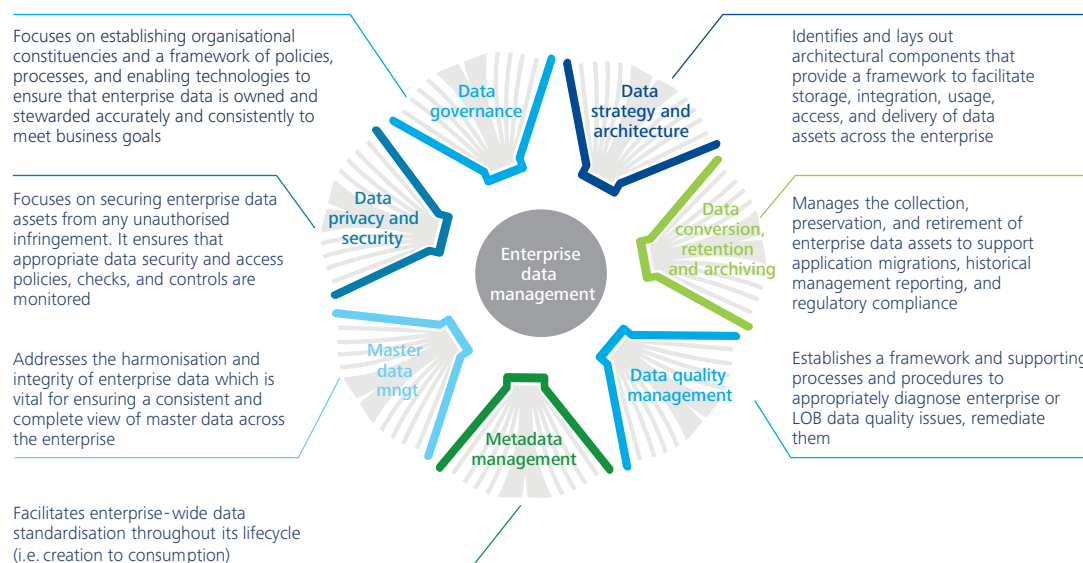 Focuses on establishing organisational
constituencies and a framework of policies,
processes, and enabling technologies to
ensure that enterprise data is owned and
stewarded accurately and consistently to
meet business goals
Data
governance
Data
strategy and
architecture
Identifies and lays out
architectural components that
provide a framework to facilitate
storage, integration, usage,
access, and delivery of data
assets across the enterprise
Focuses on securing enterprise data
assets from any unauthorised
infringement. It ensures that
appropriate data security and access
policies, checks, and controls are
monitored
Data
privacy and
security
Enterprise
data
management
Data
conversion,
retention
and archiving
Manages the collection,
preservation, and retirement of
enterprise data assets to support
application migrations, historical
management reporting, and
regulatory compliance
Addresses the harmonisation and
integrity of enterprise data which is
vital for ensuring a consistent and
complete view of master data across
the enterprise
Master
data
mngt
Metadata
management
Data quality
management
Establishes a framework and supporting
processes and procedures to
appropriately diagnose enterprise or
LOB data quality issues, remediate
them
Facilitates enterprise-wide data
standardisation throughout its lifecycle
(i.e. creation to consumption)